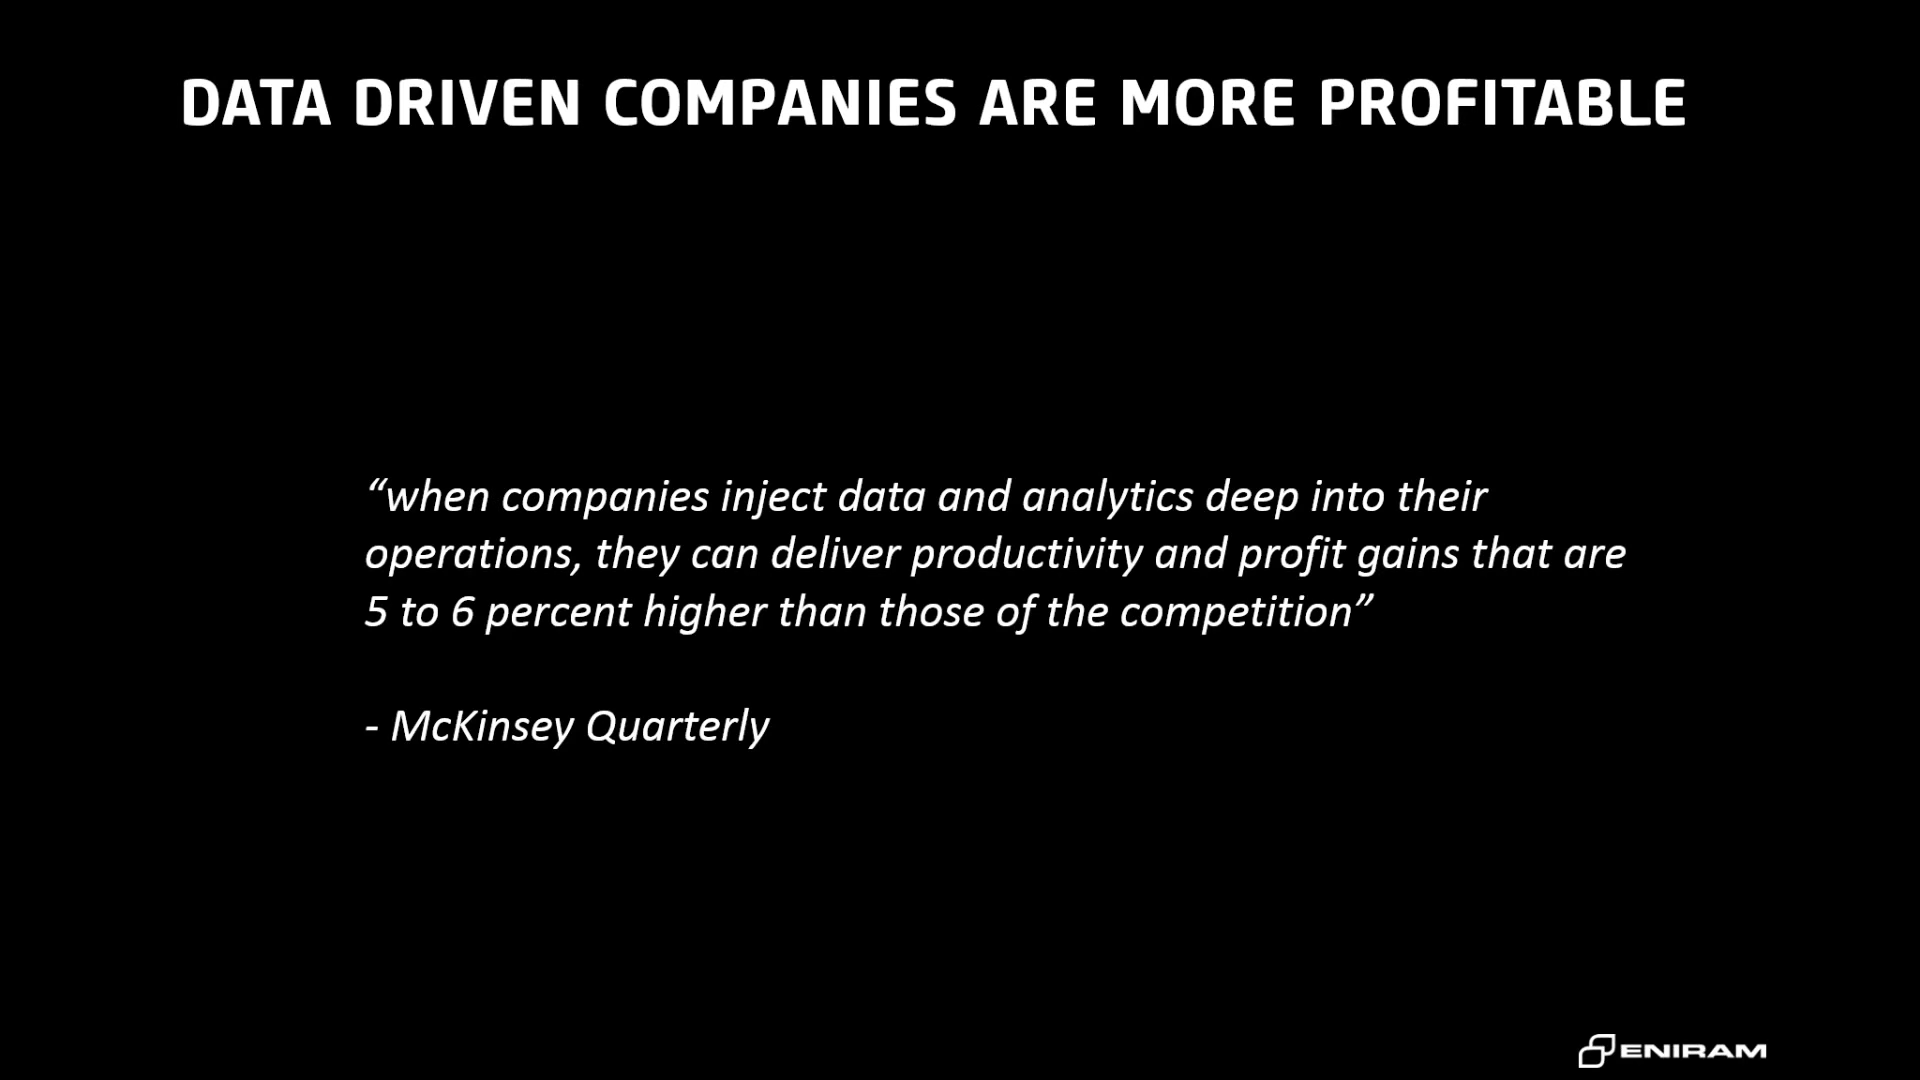 DATA DRIVEN COMPANIES ARE MORE PROFITABLE
“when companies inject data and analytics deep into their
operations, they can deliver productivity and profit gains that are
5 to 6 percent higher than those of the competition”
- McKinsey Quarterly
ENIRAM